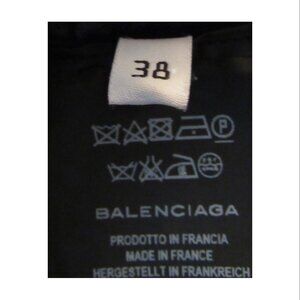 38
P
BALENCIAGA
PRODOTTO IN FRANCIA
MADE IN FRANCE
HERGESTELLT IN FRANKREICH